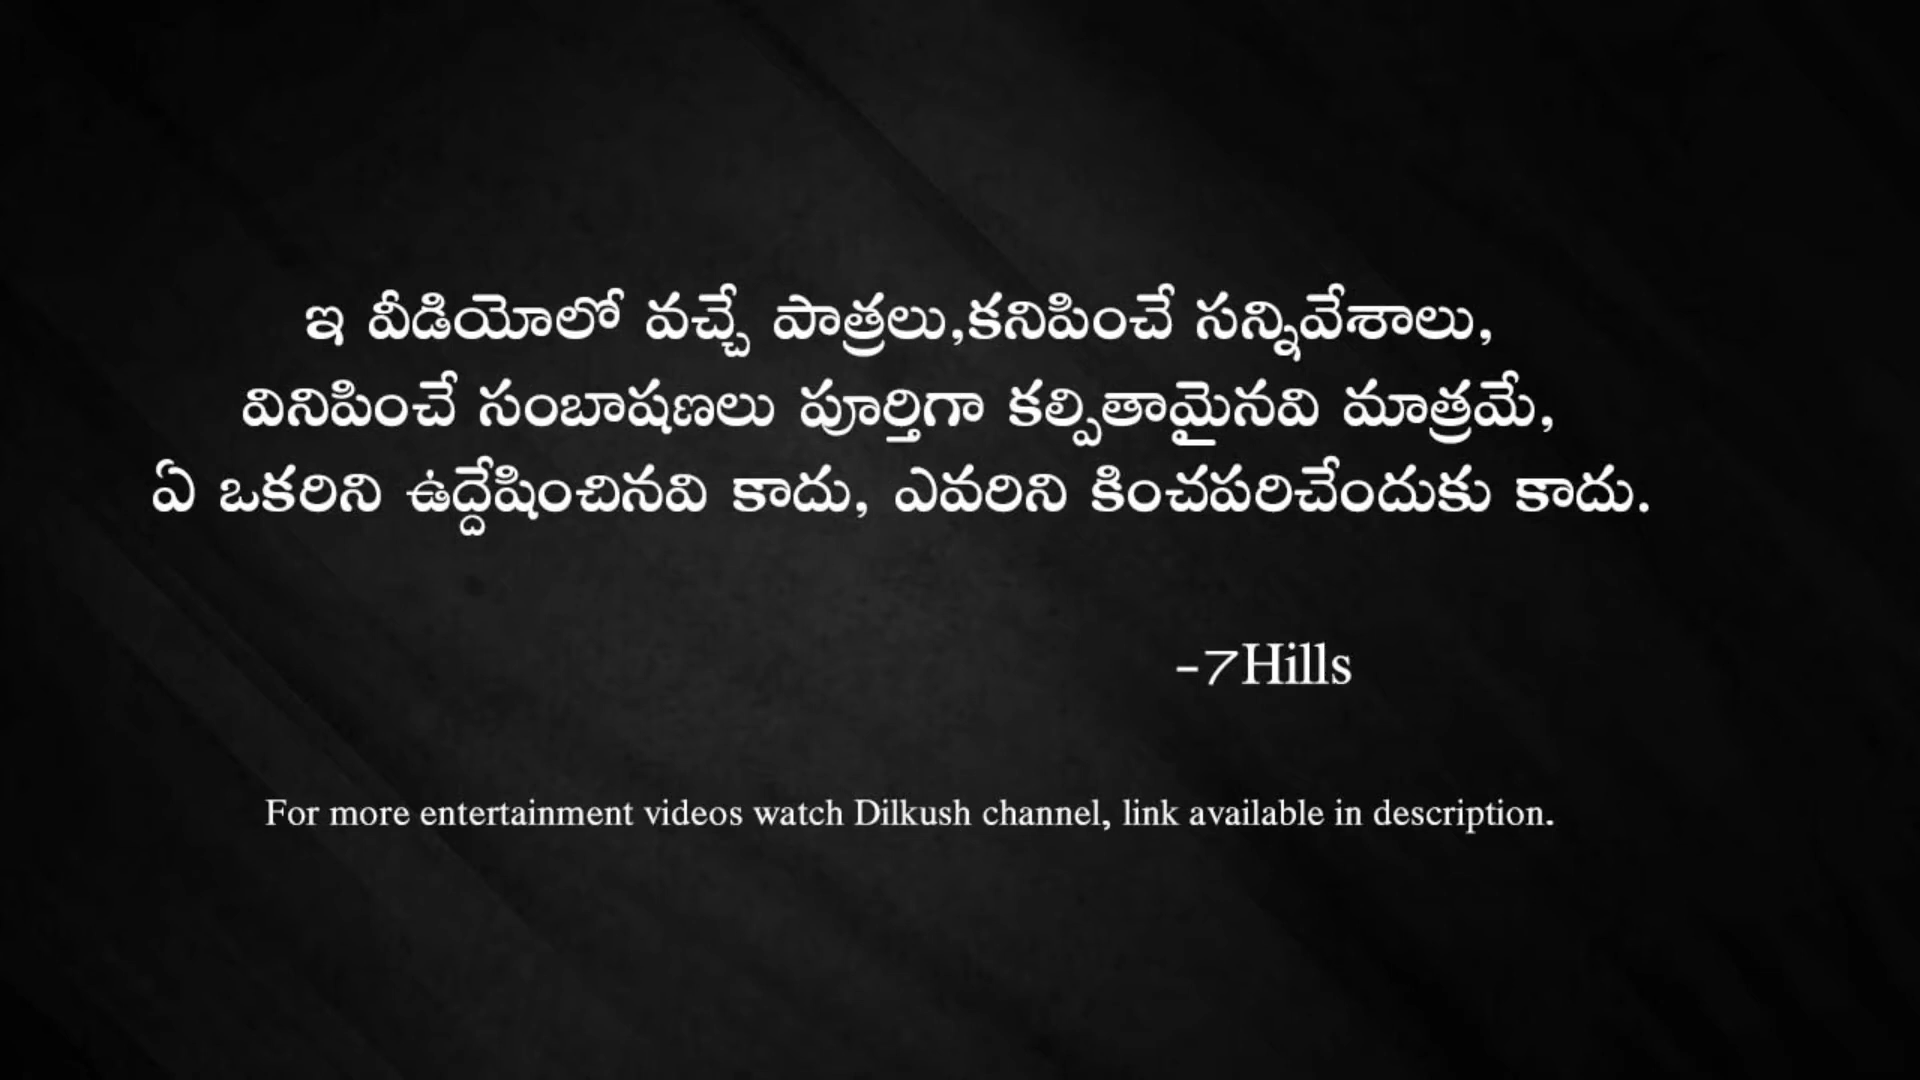 ఇ వీడియోలో వచ్చే పాత్రలు,కనిపించే సన్నివేశాలు,
వినిపించే సంబాషణలు పూర్తిగా కల్పితామైనవి మాత్రమే,
ఏ ఒకరిని ఉద్దేషించినవి కాదు, ఎవరిని కించపరిచేందుకు కాదు.
-7Hills
For more entertainment videos watch Dilkush channel, link available in description.